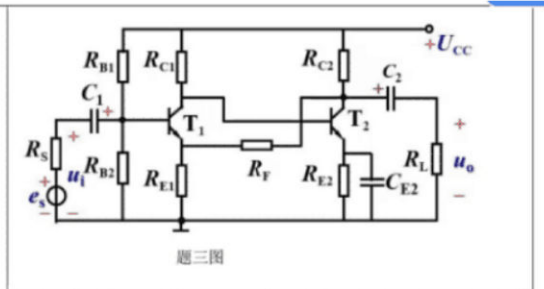 +U_CC
R_B1
R_C1
R_C2
C_2
+
C_1
+
T_1
T_2
R_S
+
u_i
R_B2
R_E1
R_F
R_E2
C_E2
R_L
+
u_o
−
+
e_s
−
−
题三图